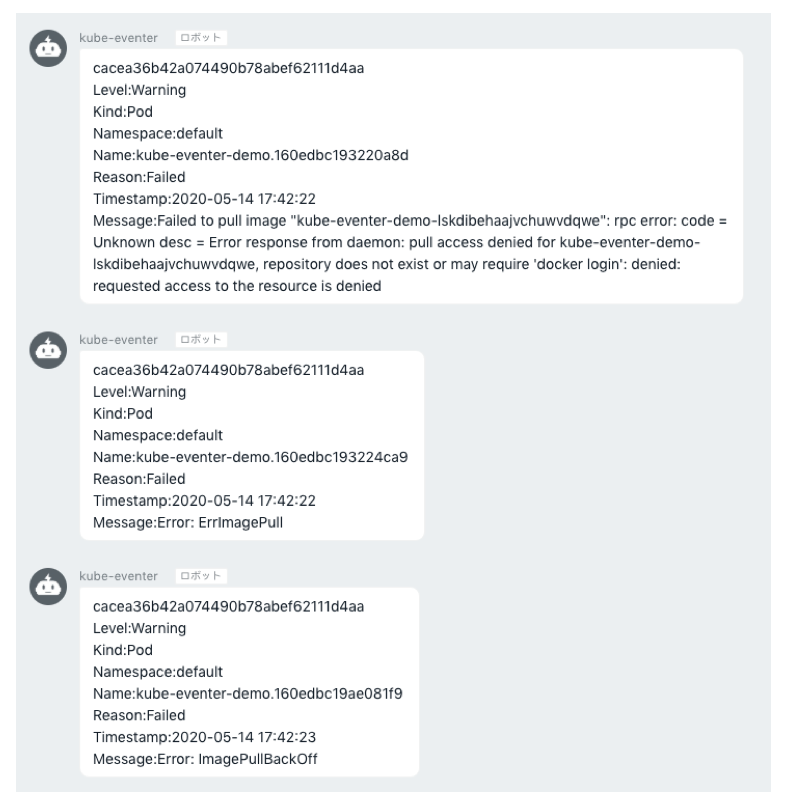 kube-eventer ロボット
cacea36b42a074490b78abef62111d4aa
Level:Warning
Kind:Pod
Namespace:default
Name:kube-eventer-demo.160edbc193220a8d
Reason:Failed
Timestamp:2020-05-14 17:42:22
Message:Failed to pull image "kube-eventer-demo-lskdibehaajvchuwvdqwe": rpc error: code =
Unknown desc = Error response from daemon: pull access denied for kube-eventer-demo-
lskdibehaajvchuwvdqwe, repository does not exist or may require 'docker login': denied:
requested access to the resource is denied
kube-eventer ロボット
cacea36b42a074490b78abef62111d4aa
Level:Warning
Kind:Pod
Namespace:default
Name:kube-eventer-demo.160edbc193224ca9
Reason:Failed
Timestamp:2020-05-14 17:42:22
Message:Error: ErrImagePull
kube-eventer ロボット
cacea36b42a074490b78abef62111d4aa
Level:Warning
Kind:Pod
Namespace:default
Name:kube-eventer-demo.160edbc19ae081f9
Reason:Failed
Timestamp:2020-05-14 17:42:23
Message:Error: ImagePullBackOff